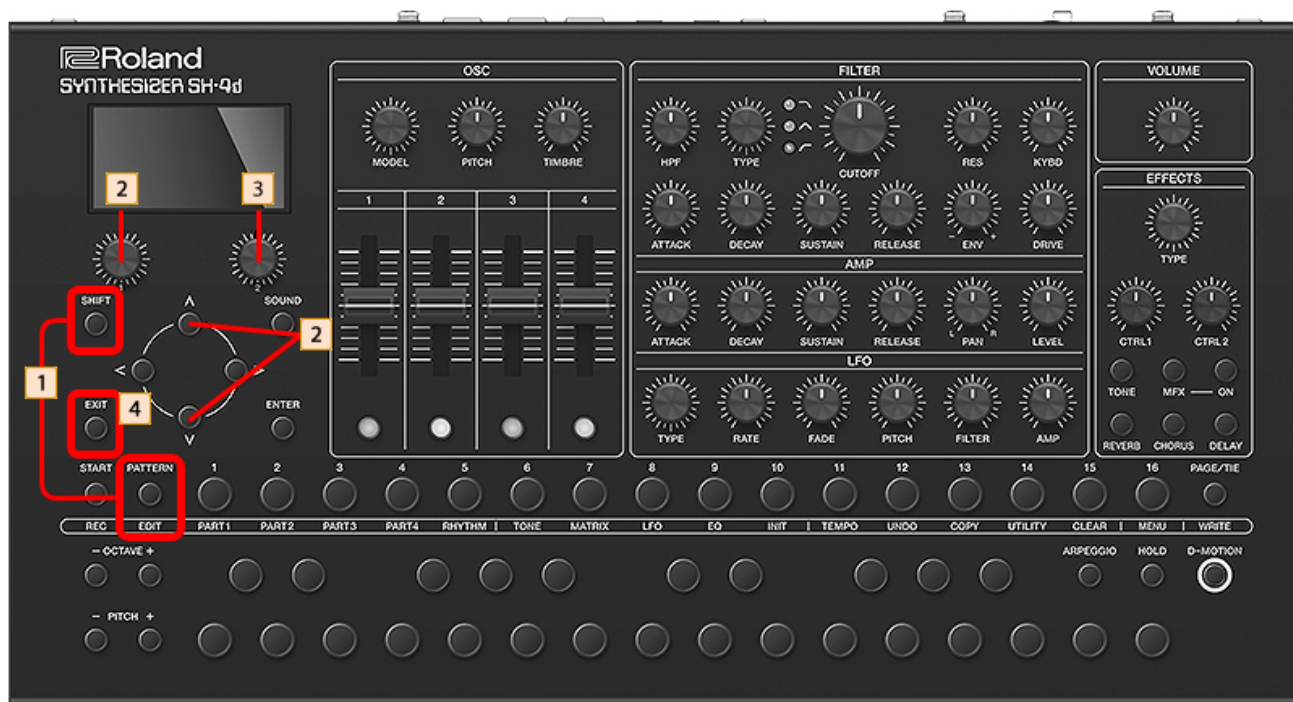 Roland
SYNTHESIZER SH-4d
OSC
FILTER
VOLUME
MODEL PITCH TIMBRE
HPF TYPE CUTOFF RES KYBD
EFFECTS
2 3
1 2 3 4
ATTACK DECAY SUSTAIN RELEASE - ENV + DRIVE
TYPE
1 2
AMP
SHIFT SOUND
2
ATTACK DECAY SUSTAIN RELEASE L PAN R LEVEL
CTRL1 CTRL2
LFO
1
EXIT 4 ENTER
TYPE RATE FADE PITCH FILTER AMP
TONE MFX ON
REVERB CHORUS DELAY
START PATTERN 1 2 3 4 5 6 7 8 9 10 11 12 13 14 15 16 PAGE/TIE
REC EDIT PART1 PART2 PART3 PART4 RHYTHM | TONE MATRIX LFO EQ INIT | TEMPO UNDO COPY UTILITY CLEAR | MENU | WRITE
- OCTAVE +
ARPEGGIO HOLD D-MOTION
- PITCH +